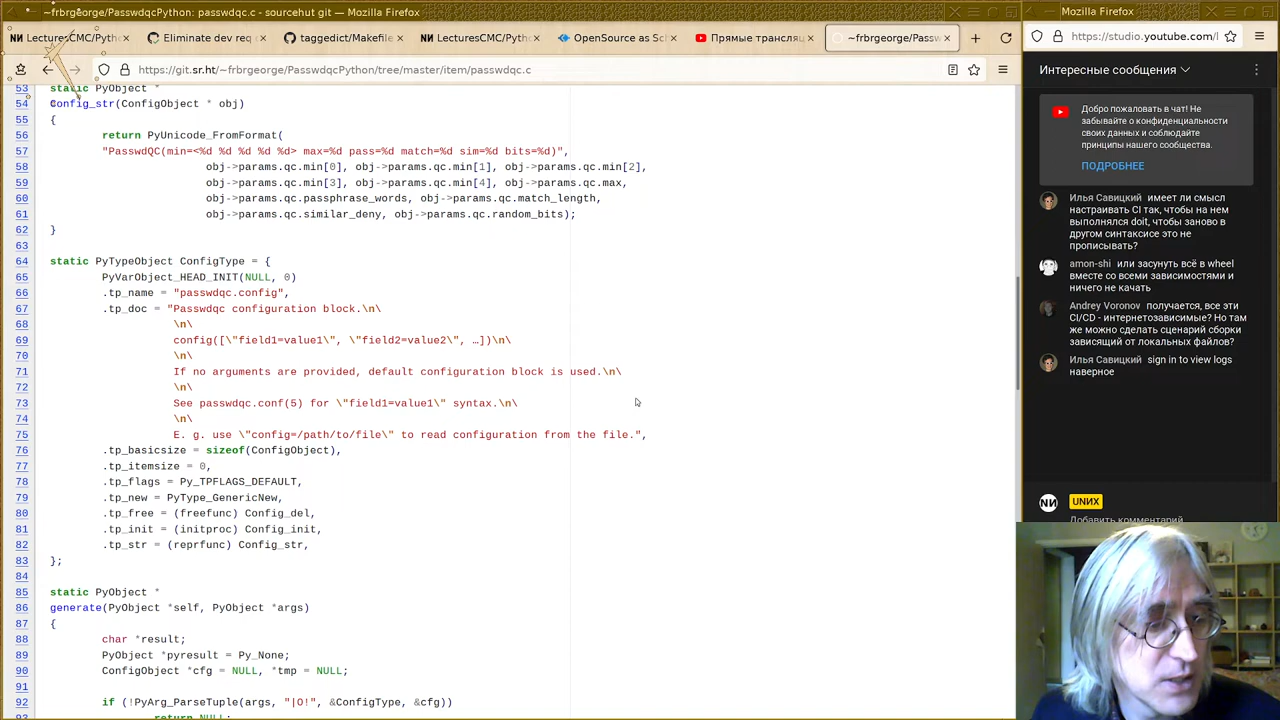 ~frbrgeorge/PasswdqcPython: passwdqc.c - sourcehut git — Mozilla Firefox
Mozilla Firefox
LecturesCMC/Pythc
Eliminate dev req
taggedict/Makefile
LecturesCMC/Pytho
OpenSource as Sc
Прямые трансляц
~frbrgeorge/Passw
https://git.sr.ht/~frbrgeorge/PasswdqcPython/tree/master/item/passwdqc.c
https://studio.youtube.com/l
53 static PyObject *
54 Config_str(ConfigObject * obj)
55 {
56 return PyUnicode_FromFormat(
57 "PasswdQC(min=<%d %d %d %d %d> max=%d pass=%d match=%d sim=%d bits=%d)",
58 obj->params.qc.min[0], obj->params.qc.min[1], obj->params.qc.min[2],
59 obj->params.qc.min[3], obj->params.qc.min[4], obj->params.qc.max,
60 obj->params.qc.passphrase_words, obj->params.qc.match_length,
61 obj->params.qc.similar_deny, obj->params.qc.random_bits);
62 }
63
64 static PyTypeObject ConfigType = {
65 PyVarObject_HEAD_INIT(NULL, 0)
66 .tp_name = "passwdqc.config",
67 .tp_doc = "Passwdqc configuration block.\n\
68 \n\
69 config([\"field1=value1\", \"field2=value2\", …])\n\
70 \n\
71 If no arguments are provided, default configuration block is used.\n\
72 \n\
73 See passwdqc.conf(5) for \"field1=value1\" syntax.\n\
74 \n\
75 E. g. use \"config=/path/to/file\" to read configuration from the file.",
76 .tp_basicsize = sizeof(ConfigObject),
77 .tp_itemsize = 0,
78 .tp_flags = Py_TPFLAGS_DEFAULT,
79 .tp_new = PyType_GenericNew,
80 .tp_free = (freefunc) Config_del,
81 .tp_init = (initproc) Config_init,
82 .tp_str = (reprfunc) Config_str,
83 };
84
85 static PyObject *
86 generate(PyObject *self, PyObject *args)
87 {
88 char *result;
89 PyObject *pyresult = Py_None;
90 ConfigObject *cfg = NULL, *tmp = NULL;
91
92 if (!PyArg_ParseTuple(args, "|O!", &ConfigType, &cfg))
93 return NULL;
Интересные сообщения
Добро пожаловать в чат! Не
забывайте о конфиденциальности
своих данных и соблюдайте
принципы нашего сообщества.
ПОДРОБНЕЕ
Илья Савицкий имеет ли смысл
настраивать CI так, чтобы на нем
выполнялся doit, чтобы заново в
другом синтаксисе это не
прописывать?
amon-shi или засунуть всё в wheel
вместе со всеми зависимостями и
ничего не качать
Andrey Voronov получается, все эти
CI/CD - интернетозависимые? Но там
же можно сделать сценарий сборки
зависящий от локальных файлов?
Илья Савицкий sign in to view logs
наверное
UNИX
Добавить комментарий